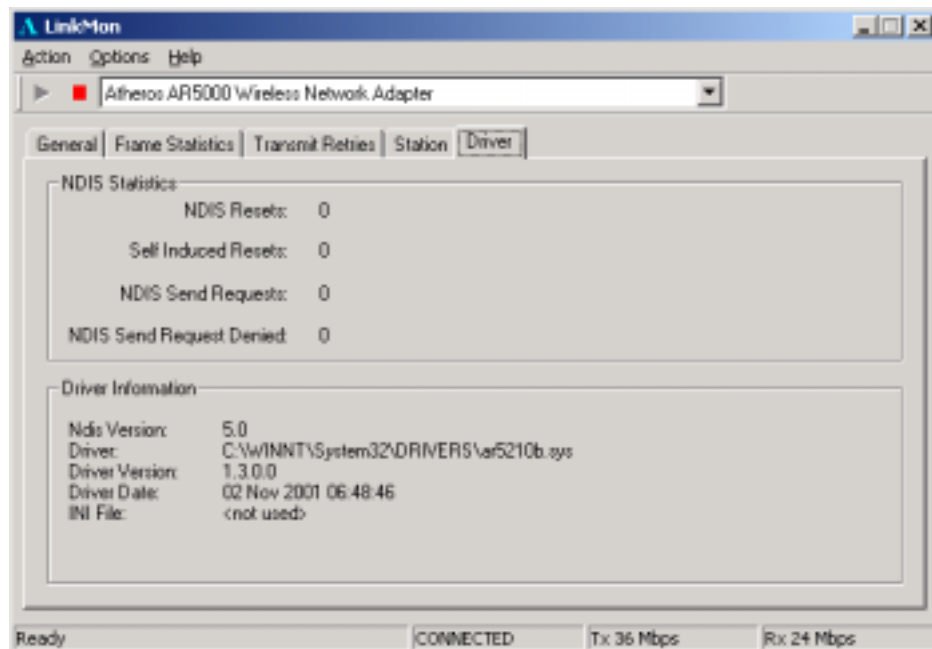 LinkMon
Action Options Help
Atheros AR5000 Wireless Network Adapter
General Frame Statistics Transmit Retries Station Driver
NDIS Statistics
NDIS Resets: 0
Self Induced Resets: 0
NDIS Send Requests: 0
NDIS Send Request Denied: 0
Driver Information
Ndis Version: 5.0
Driver: C:\WINNT\System32\DRIVERS\ar5210b.sys
Driver Version: 1.3.0.0
Driver Date: 02 Nov 2001 06:48:46
INI File: <not used>
Ready CONNECTED Tx 36 Mbps Rx 24 Mbps